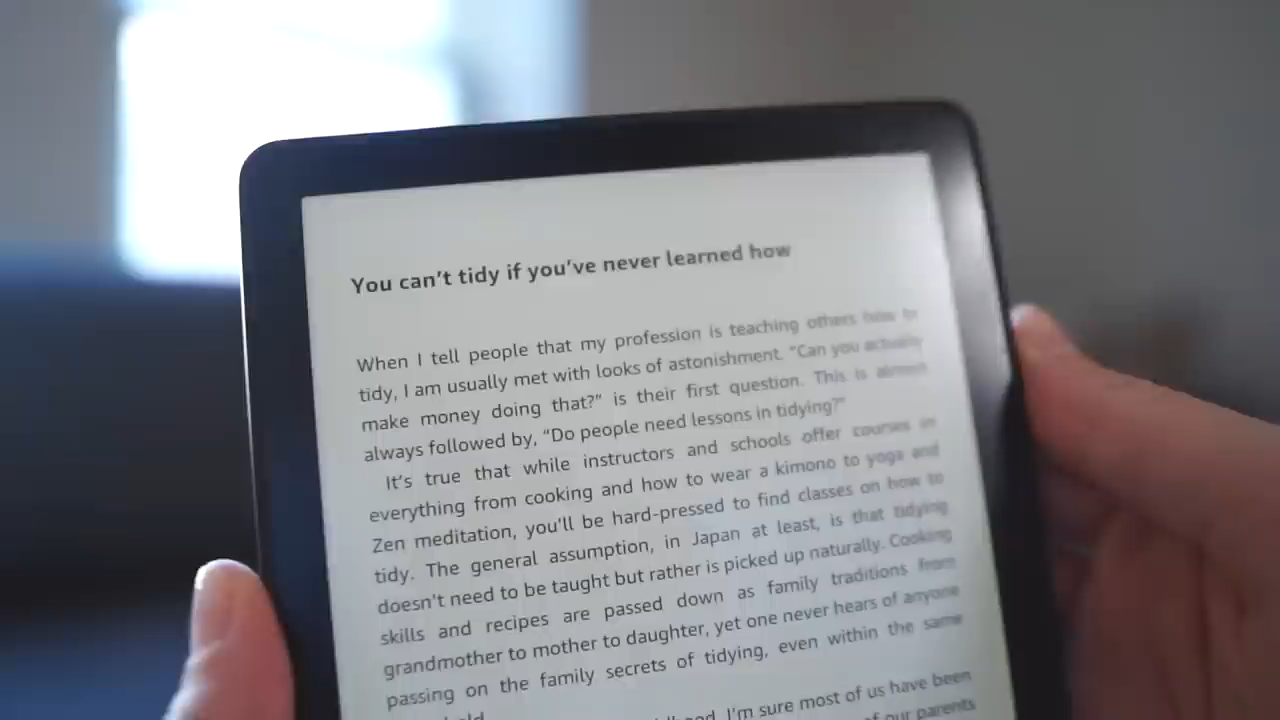 You can't tidy if you've never learned how
When I tell people that my profession is teaching others how to
tidy, I am usually met with looks of astonishment. “Can you actually
make money doing that?” is their first question. This is almost
always followed by, “Do people need lessons in tidying?”
It's true that while instructors and schools offer courses in
everything from cooking and how to wear a kimono to yoga and
Zen meditation, you'll be hard-pressed to find classes on how to
tidy. The general assumption, in Japan at least, is that tidying
doesn't need to be taught but rather is picked up naturally. Cooking
skills and recipes are passed down as family traditions from
grandmother to mother to daughter, yet one never hears of anyone
passing on the family secrets of tidying, even within the same
I'm sure most of us have been
of our parents